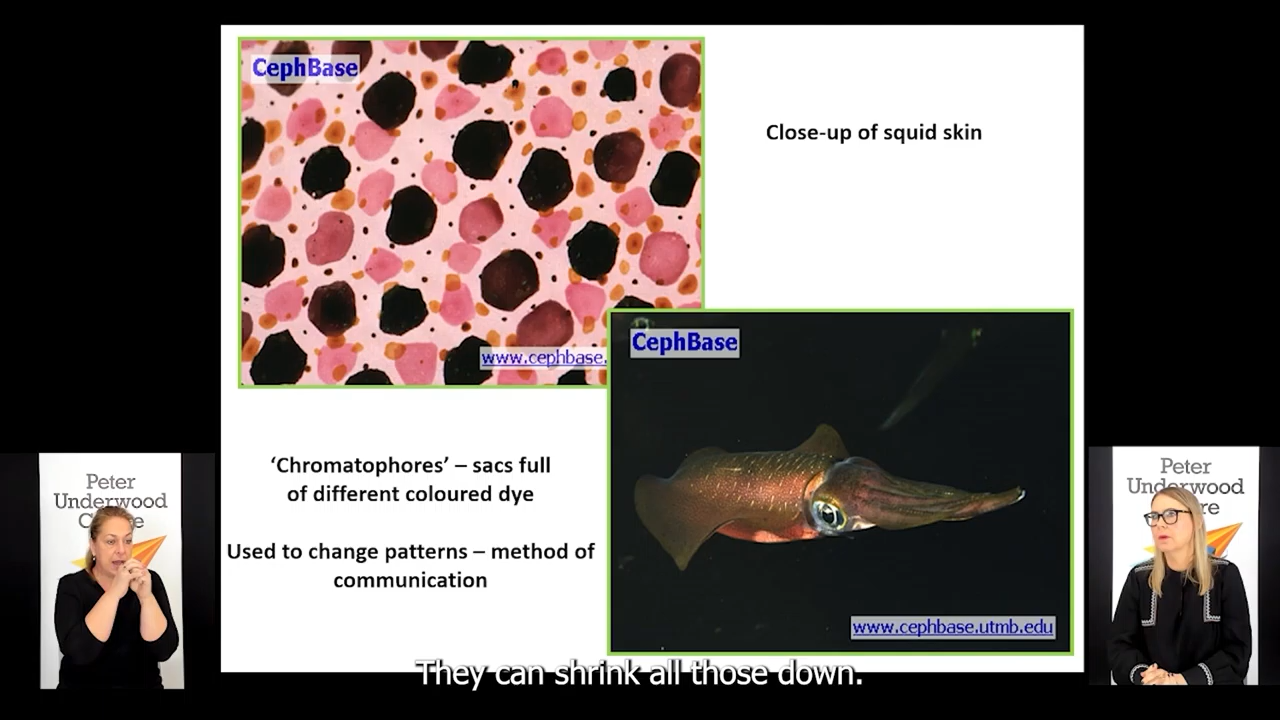 CephBase
Close-up of squid skin
www.cephbase.
CephBase
‘Chromatophores’ – sacs full
of different coloured dye
Used to change patterns – method of
communication
www.cephbase.utmb.edu
Peter
Underwood
Peter
Underwood
They can shrink all those down.